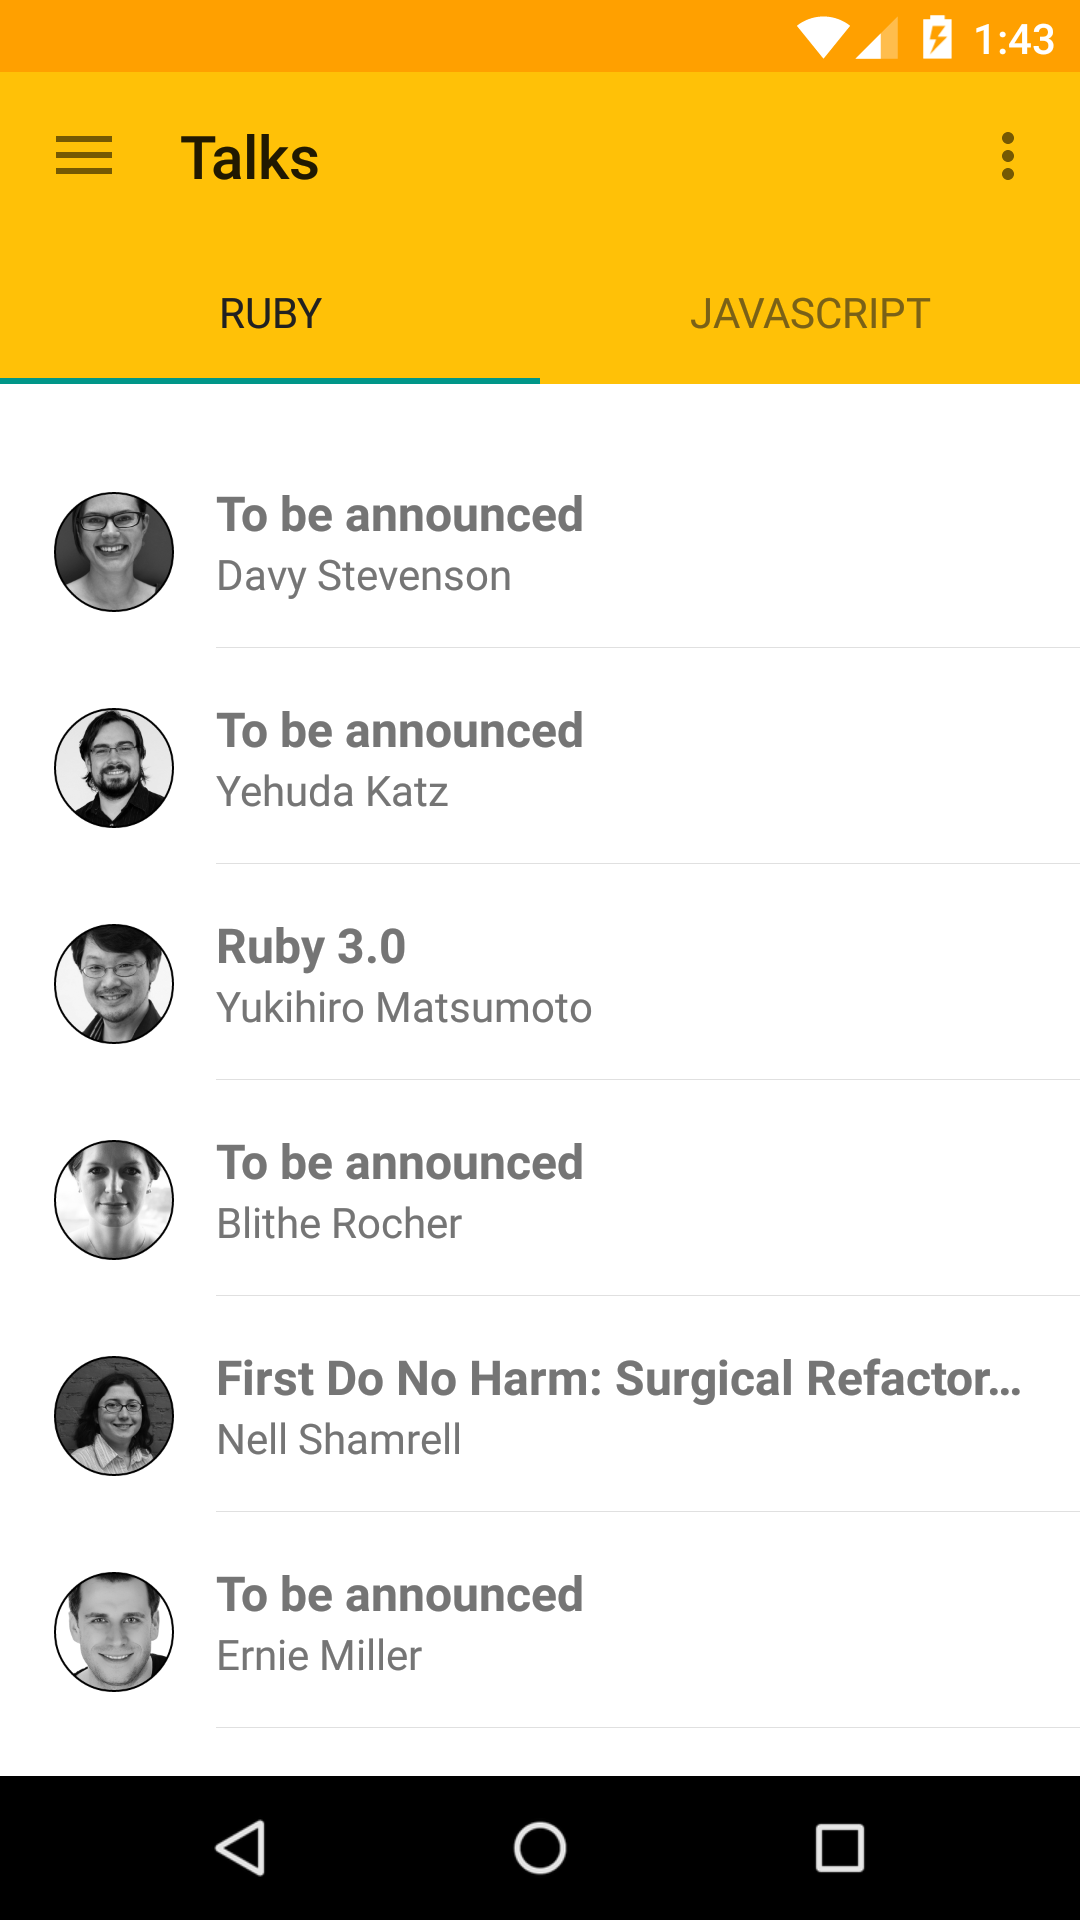 1:43
Talks
RUBY
JAVASCRIPT
To be announced
Davy Stevenson
To be announced
Yehuda Katz
Ruby 3.0
Yukihiro Matsumoto
To be announced
Blithe Rocher
First Do No Harm: Surgical Refactor...
Nell Shamrell
To be announced
Ernie Miller